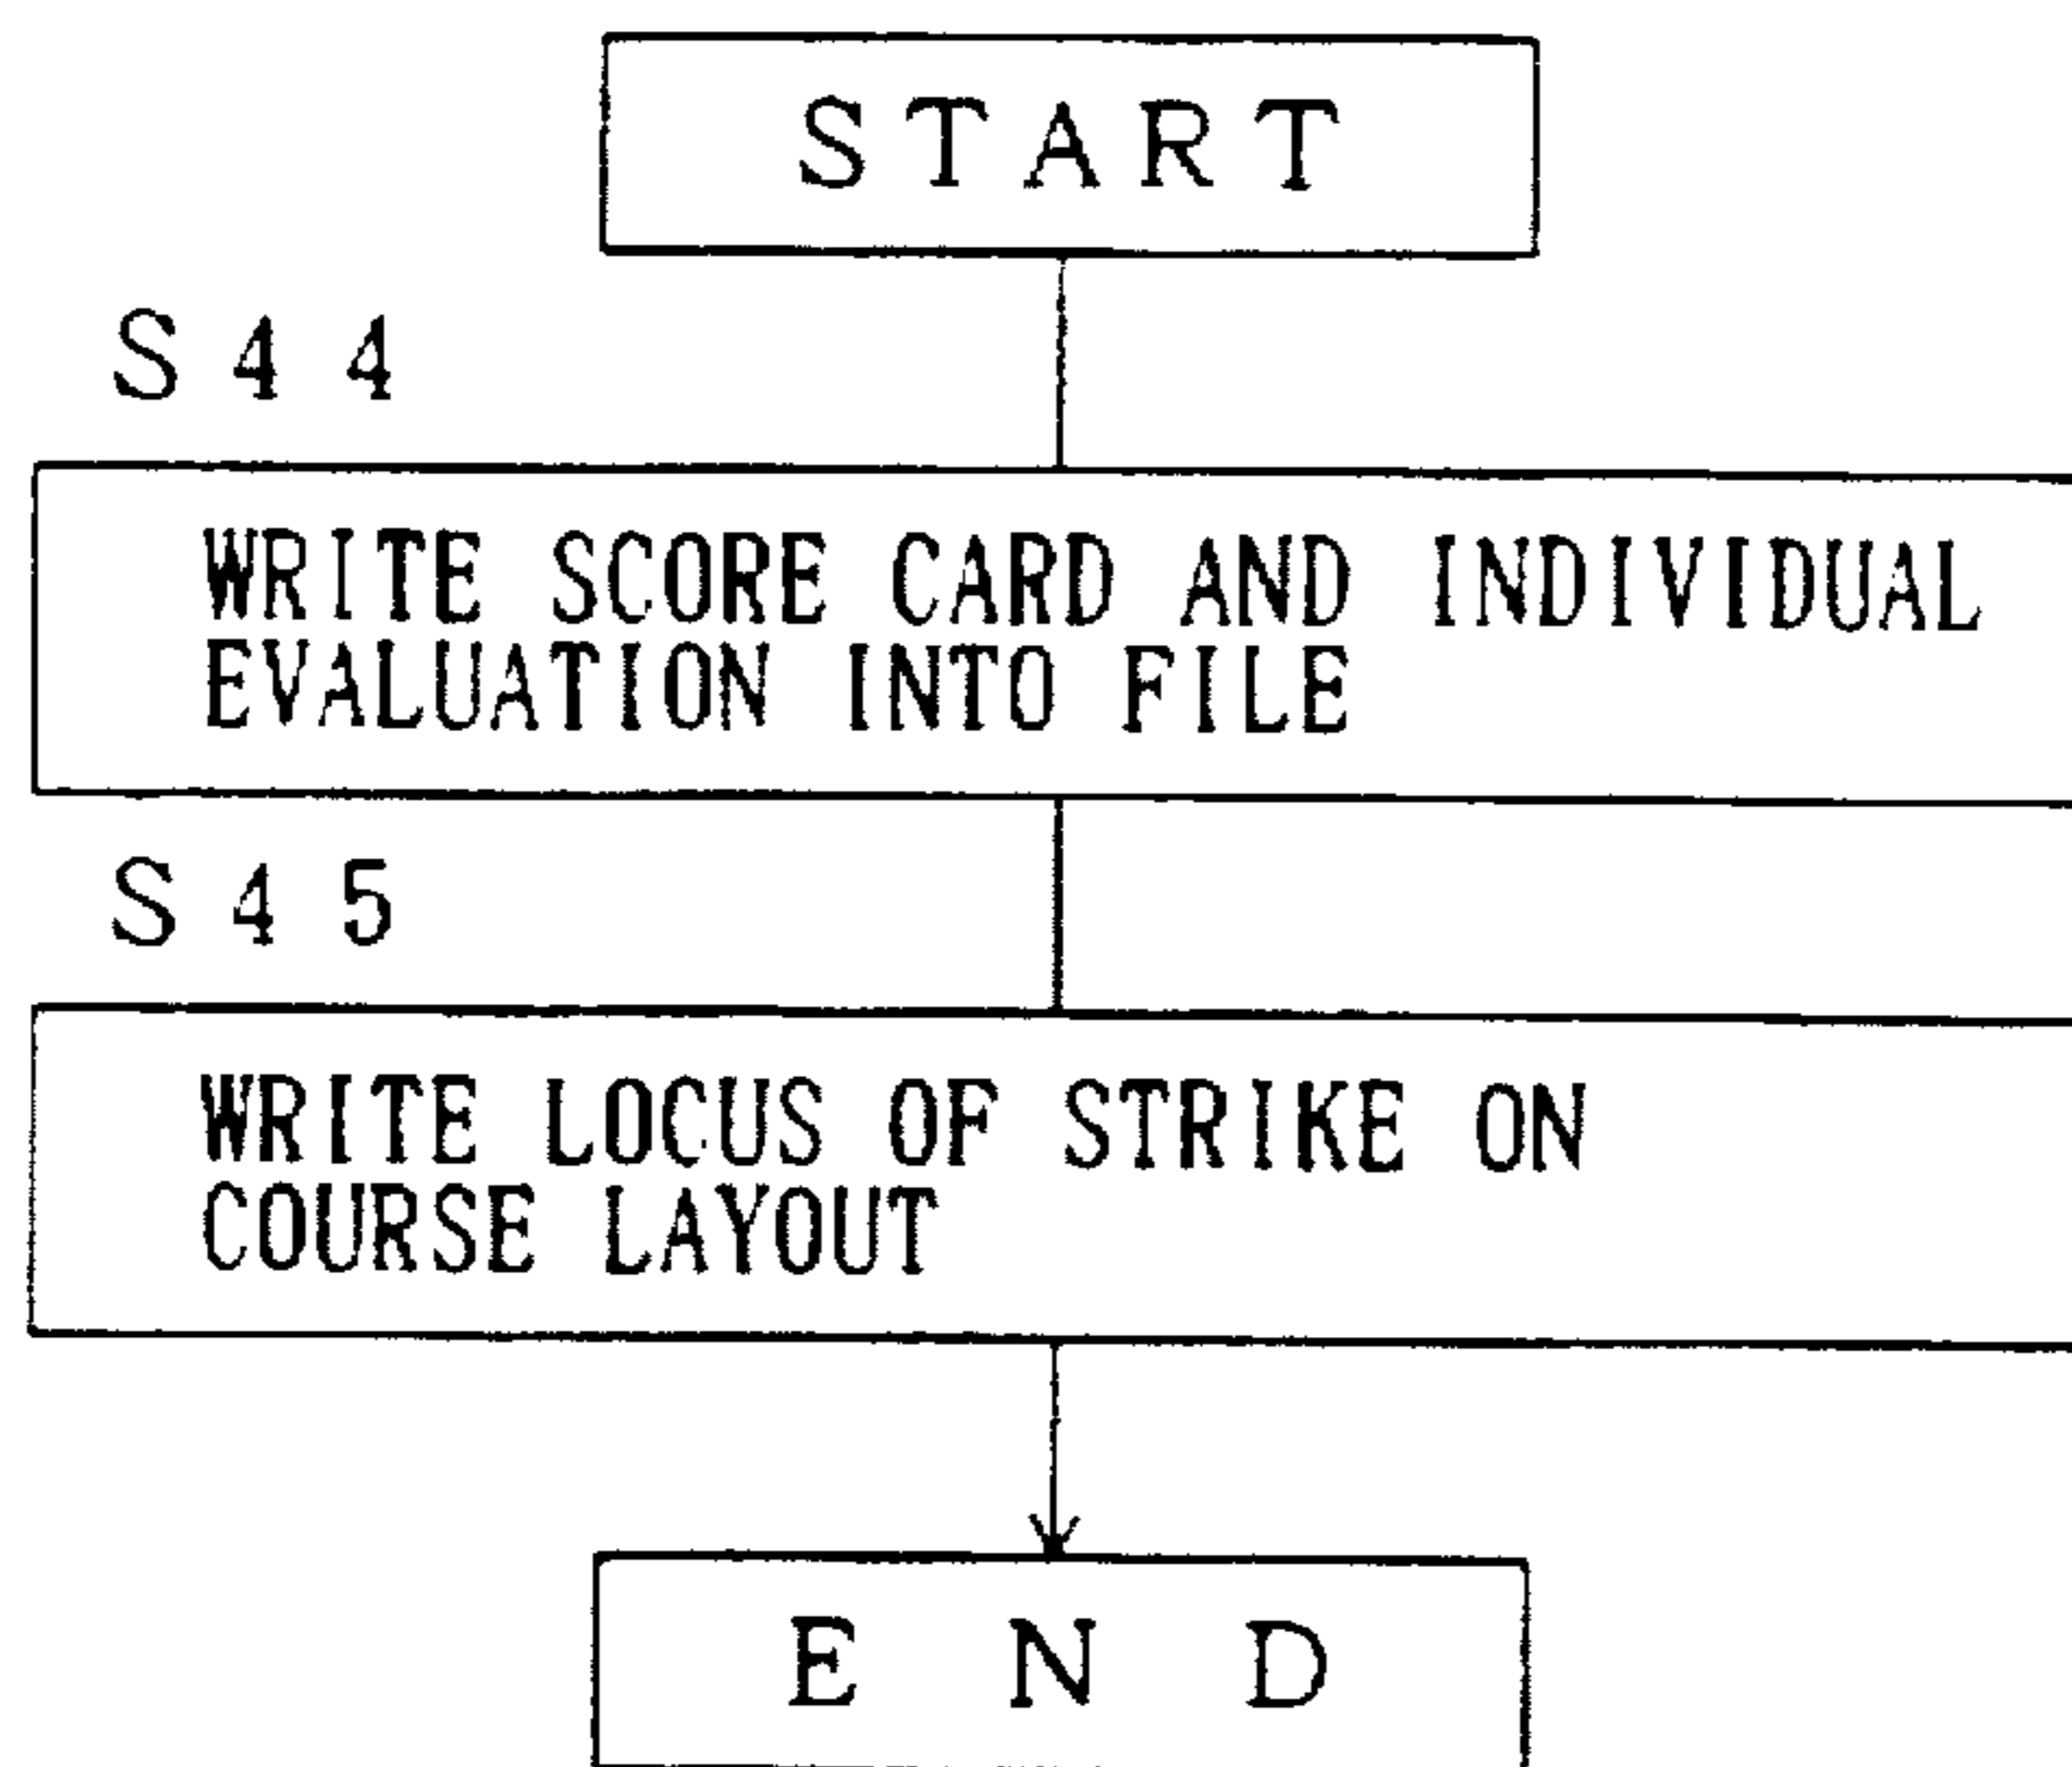 START
S44
WRITE SCORE CARD AND INDIVIDUAL
EVALUATION INTO FILE
S45
WRITE LOCUS OF STRIKE ON
COURSE LAYOUT
END